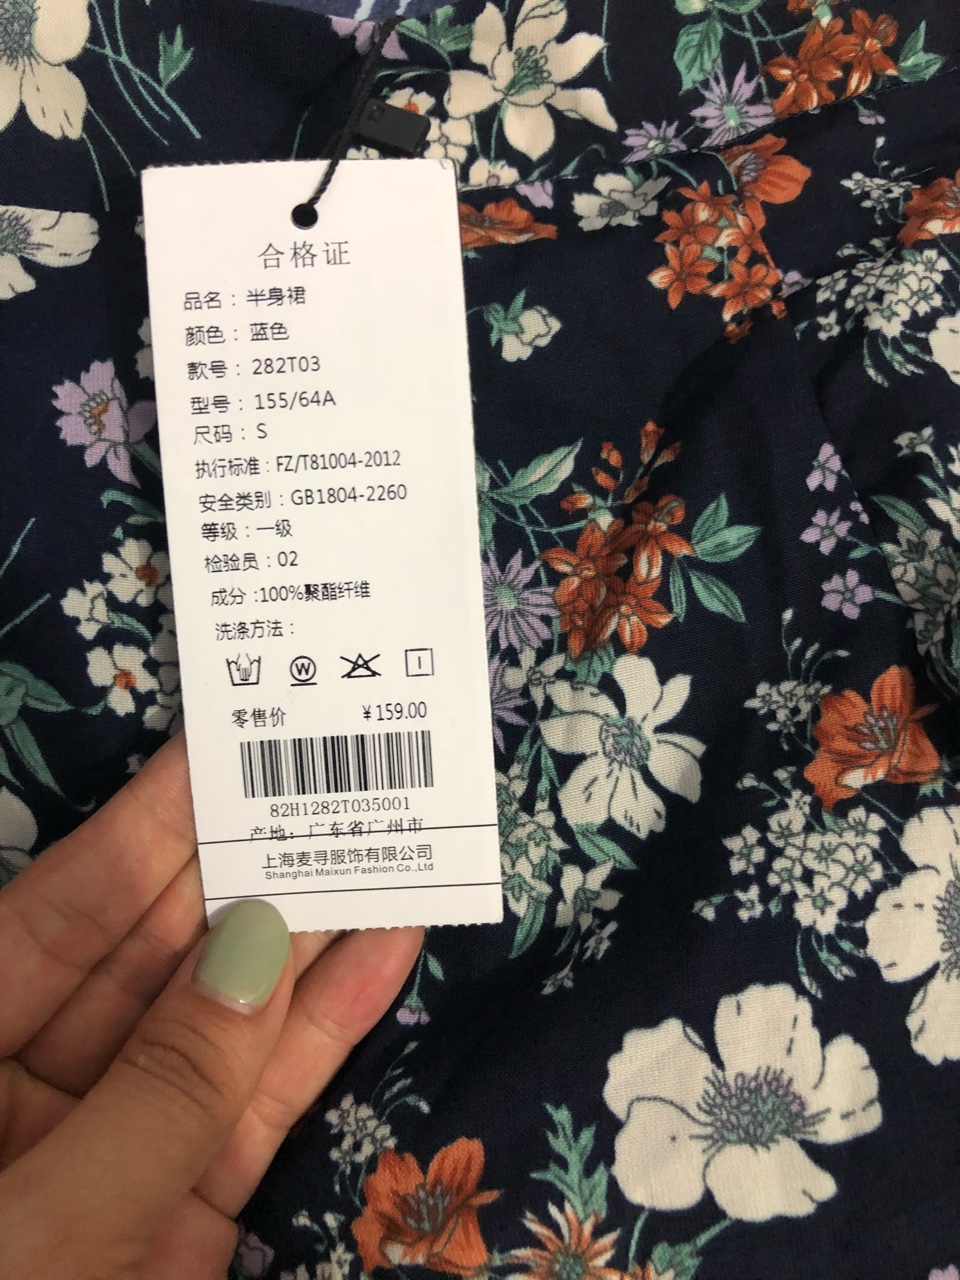 合格证
品名：半身裙
颜色：蓝色
款号：282T03
型号：155/64A
尺码：S
执行标准：FZ/T81004-2012
安全类别：GB1804-2260
等级：一级
检验员：02
成分：100%聚酯纤维
洗涤方法：
W
零售价 ¥159.00
82H1282T035001
产地：广东省广州市
上海麦寻服饰有限公司
Shanghai Maixun Fashion Co.,Ltd